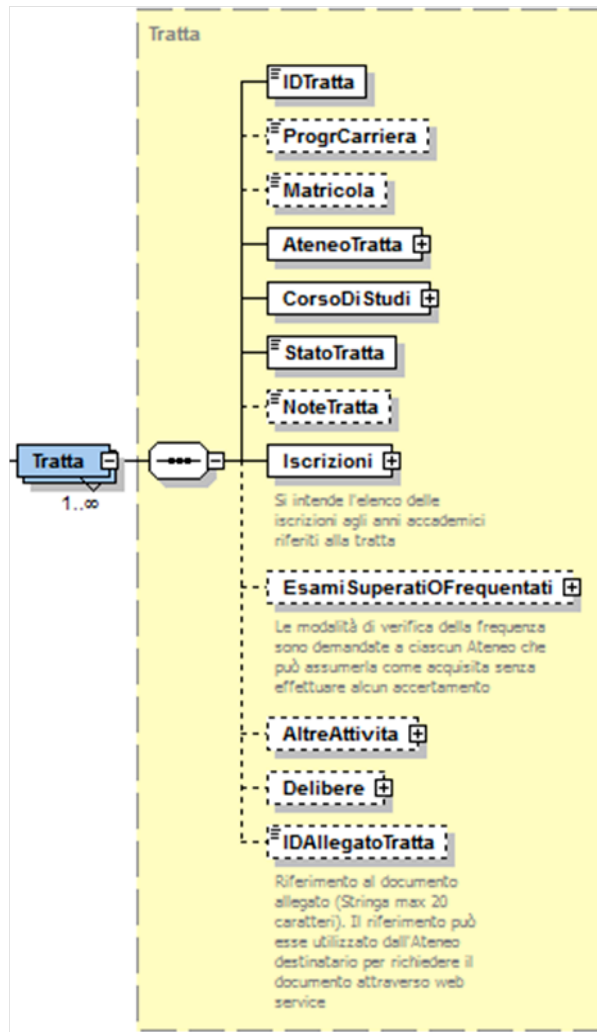 Tratta
IDTratta
ProgrCarriera
Matricola
AteneoTratta
CorsoDiStudi
StatoTratta
NoteTratta
Tratta
1..∞
Iscrizioni
Si intende l'elenco delle
iscrizioni agli anni accademici
riferiti alla tratta
EsamiSuperatiOFrequentati
Le modalità di verifica della frequenza
sono demandate a ciascun Ateneo che
può assumerla come acquisita senza
effettuare alcun accertamento
AltreAttivita
Delibere
IDAllegatoTratta
Riferimento al documento
allegato (Stringa max 20
caratteri). Il riferimento può
esse utilizzato dall'Ateneo
destinatario per richiedere il
documento attraverso web
service